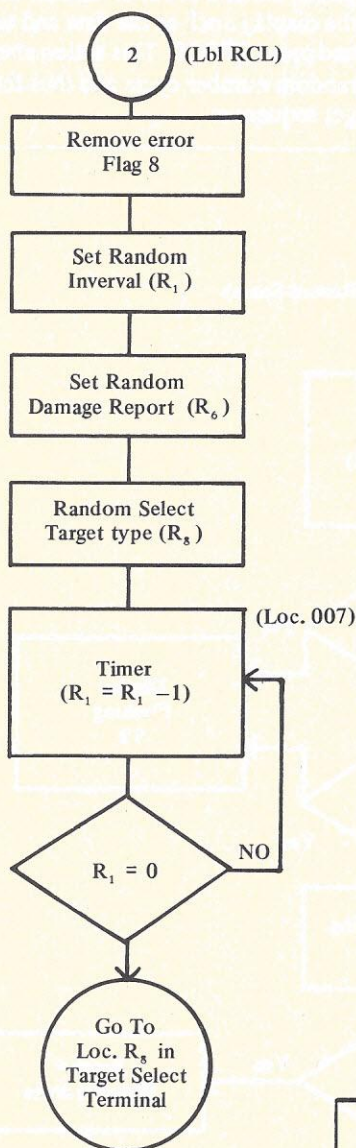 2 (Lbl RCL)
Remove error
Flag 8
Set Random
Inverval (R₁)
Set Random
Damage Report (R₆)
Random Select
Target type (R₈)
(Loc. 007)
Timer
(R₁ = R₁ −1)
R₁ = 0
NO
Go To
Loc. R₈ in
Target Select
Terminal